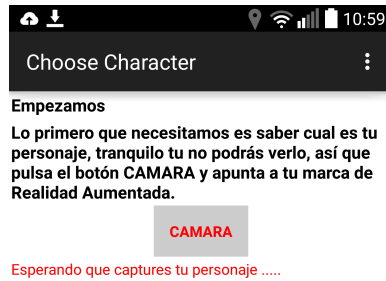 10:59
Choose Character
Empezamos
Lo primero que necesitamos es saber cual es tu
personaje, tranquilo tu no podrás verlo, así que
pulsa el botón CAMARA y apunta a tu marca de
Realidad Aumentada.
CAMARA
Esperando que captures tu personaje .....